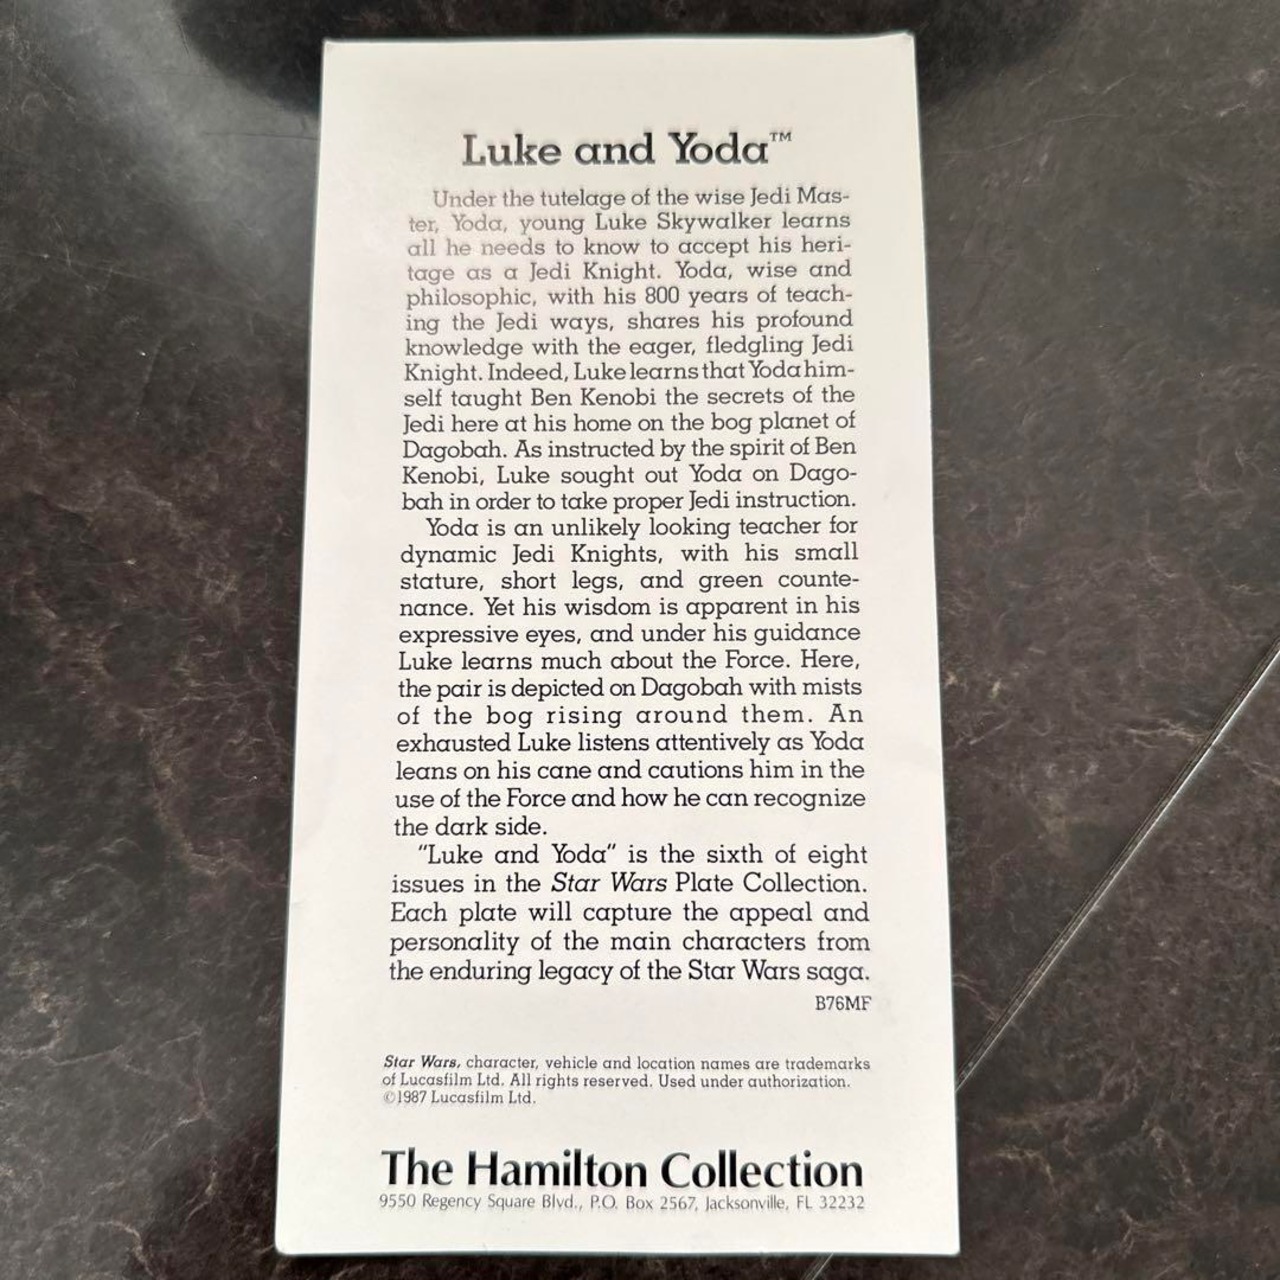 Luke and Yoda™
Under the tutelage of the wise Jedi Mas-
ter, Yoda, young Luke Skywalker learns
all he needs to know to accept his heri-
tage as a Jedi Knight. Yoda, wise and
philosophic, with his 800 years of teach-
ing the Jedi ways, shares his profound
knowledge with the eager, fledgling Jedi
Knight. Indeed, Luke learns that Yoda him-
self taught Ben Kenobi the secrets of the
Jedi here at his home on the bog planet of
Dagobah. As instructed by the spirit of Ben
Kenobi, Luke sought out Yoda on Dago-
bah in order to take proper Jedi instruction.
Yoda is an unlikely looking teacher for
dynamic Jedi Knights, with his small
stature, short legs, and green counte-
nance. Yet his wisdom is apparent in his
expressive eyes, and under his guidance
Luke learns much about the Force. Here,
the pair is depicted on Dagobah with mists
of the bog rising around them. An
exhausted Luke listens attentively as Yoda
leans on his cane and cautions him in the
use of the Force and how he can recognize
the dark side.
"Luke and Yoda" is the sixth of eight
issues in the Star Wars Plate Collection.
Each plate will capture the appeal and
personality of the main characters from
the enduring legacy of the Star Wars saga.
B76MF
Star Wars, character, vehicle and location names are trademarks
of Lucasfilm Ltd. All rights reserved. Used under authorization.
©1987 Lucasfilm Ltd.
The Hamilton Collection
9550 Regency Square Blvd., P.O. Box 2567, Jacksonville, FL 32232